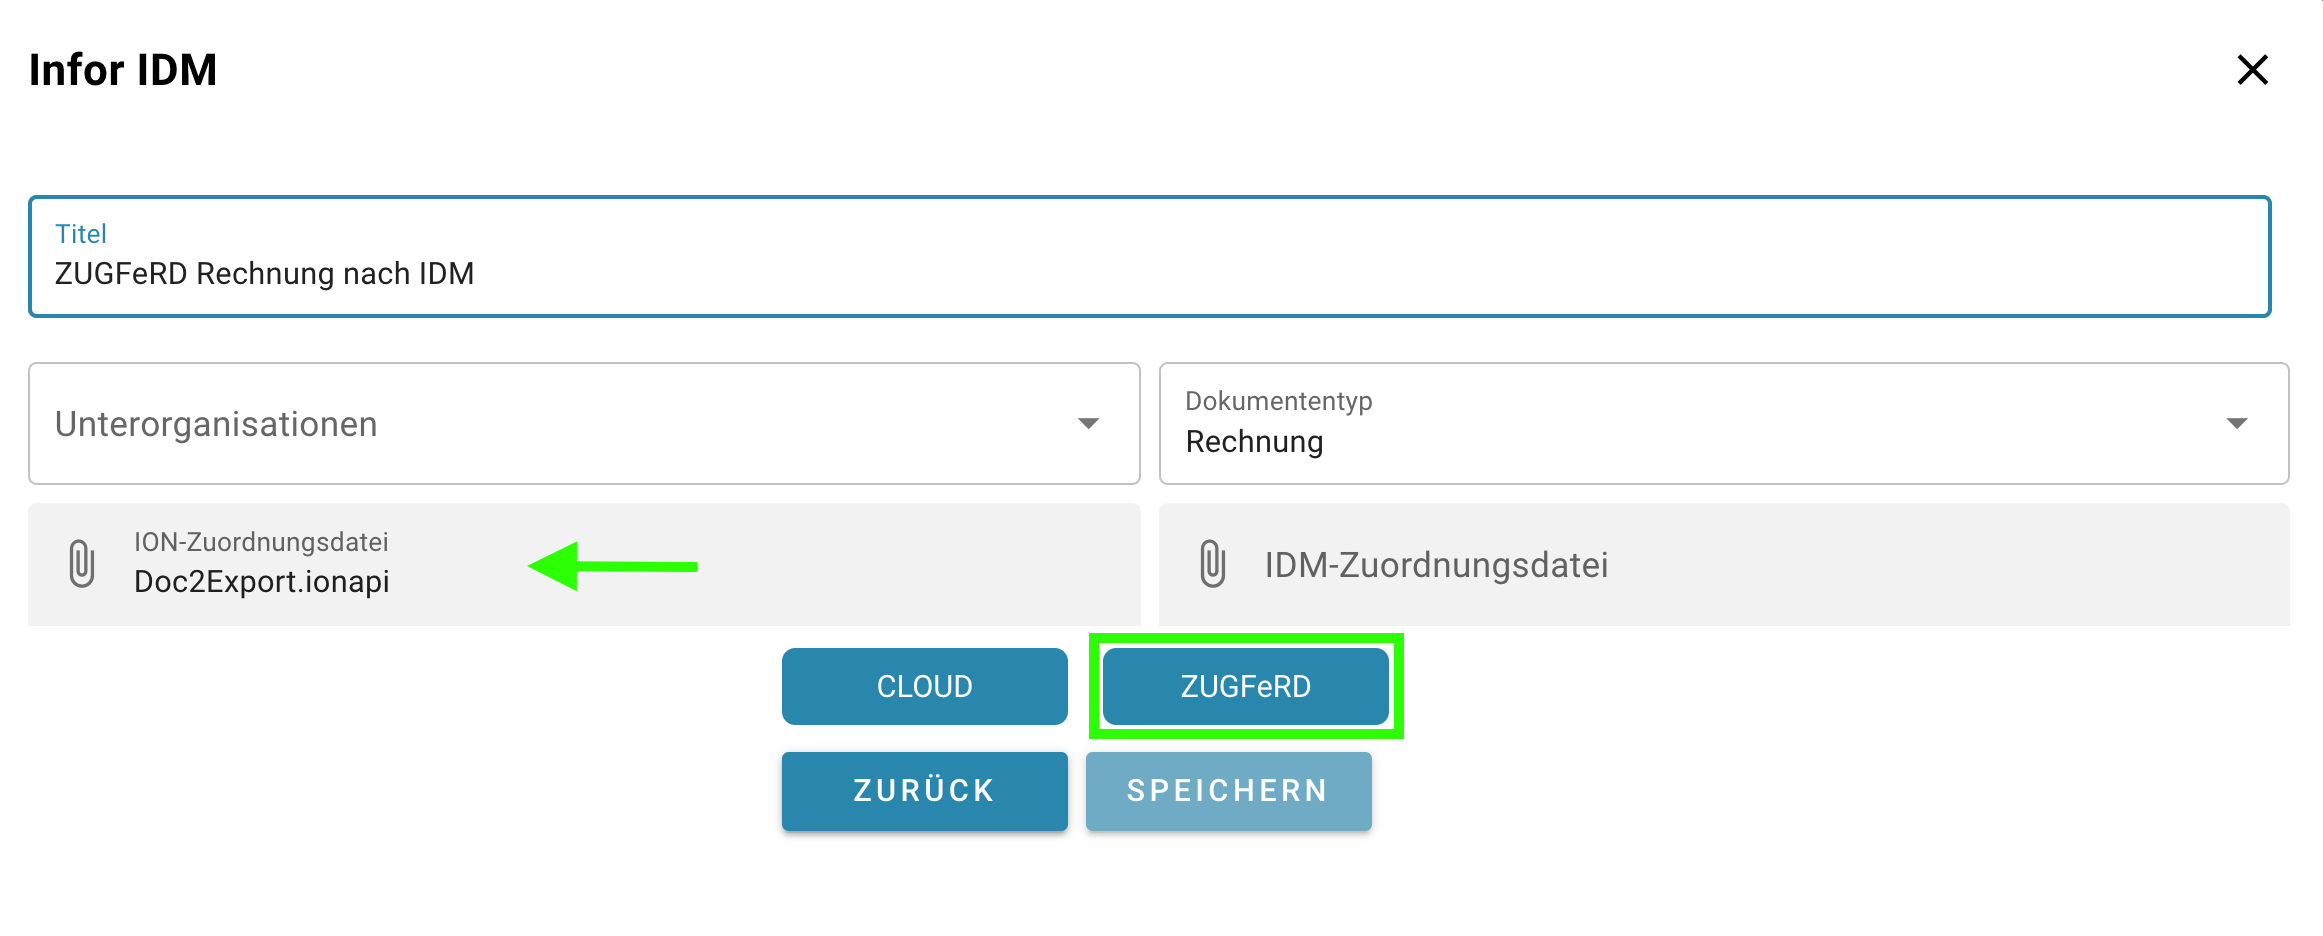 Infor IDM
Titel
ZUGFeRD Rechnung nach IDM
Unterorganisationen
Dokumententyp
Rechnung
ION-Zuordnungsdatei
Doc2Export.ionapi
IDM-Zuordnungsdatei
CLOUD
ZUGFeRD
ZURÜCK
SPEICHERN